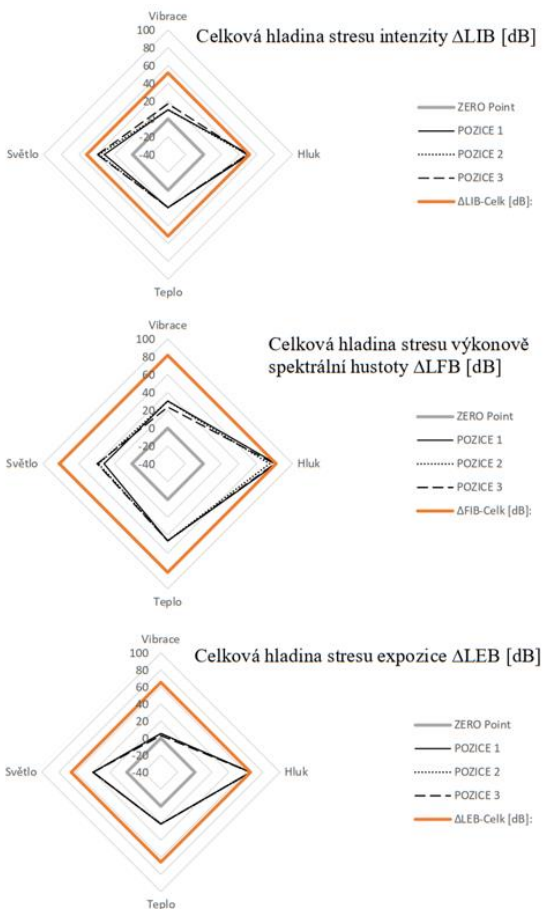 Vibrace
Celková hladina stresu intenzity ΔLIB [dB]
100
80
60
40
20
0
-20
-40
Světlo
Hluk
Teplo
ZERO Point
POZICE 1
POZICE 2
POZICE 3
ΔLIB-Celk [dB]:
Vibrace
Celková hladina stresu výkonově
spektrální hustoty ΔLFB [dB]
100
80
60
40
20
0
-20
-40
Světlo
Hluk
Teplo
ZERO Point
POZICE 1
POZICE 2
POZICE 3
ΔFIB-Celk [dB]:
Vibrace
Celková hladina stresu expozice ΔLEB [dB]
100
80
60
40
20
0
-20
-40
Světlo
Hluk
Teplo
ZERO Point
POZICE 1
POZICE 2
POZICE 3
ΔLEB-Celk [dB]: